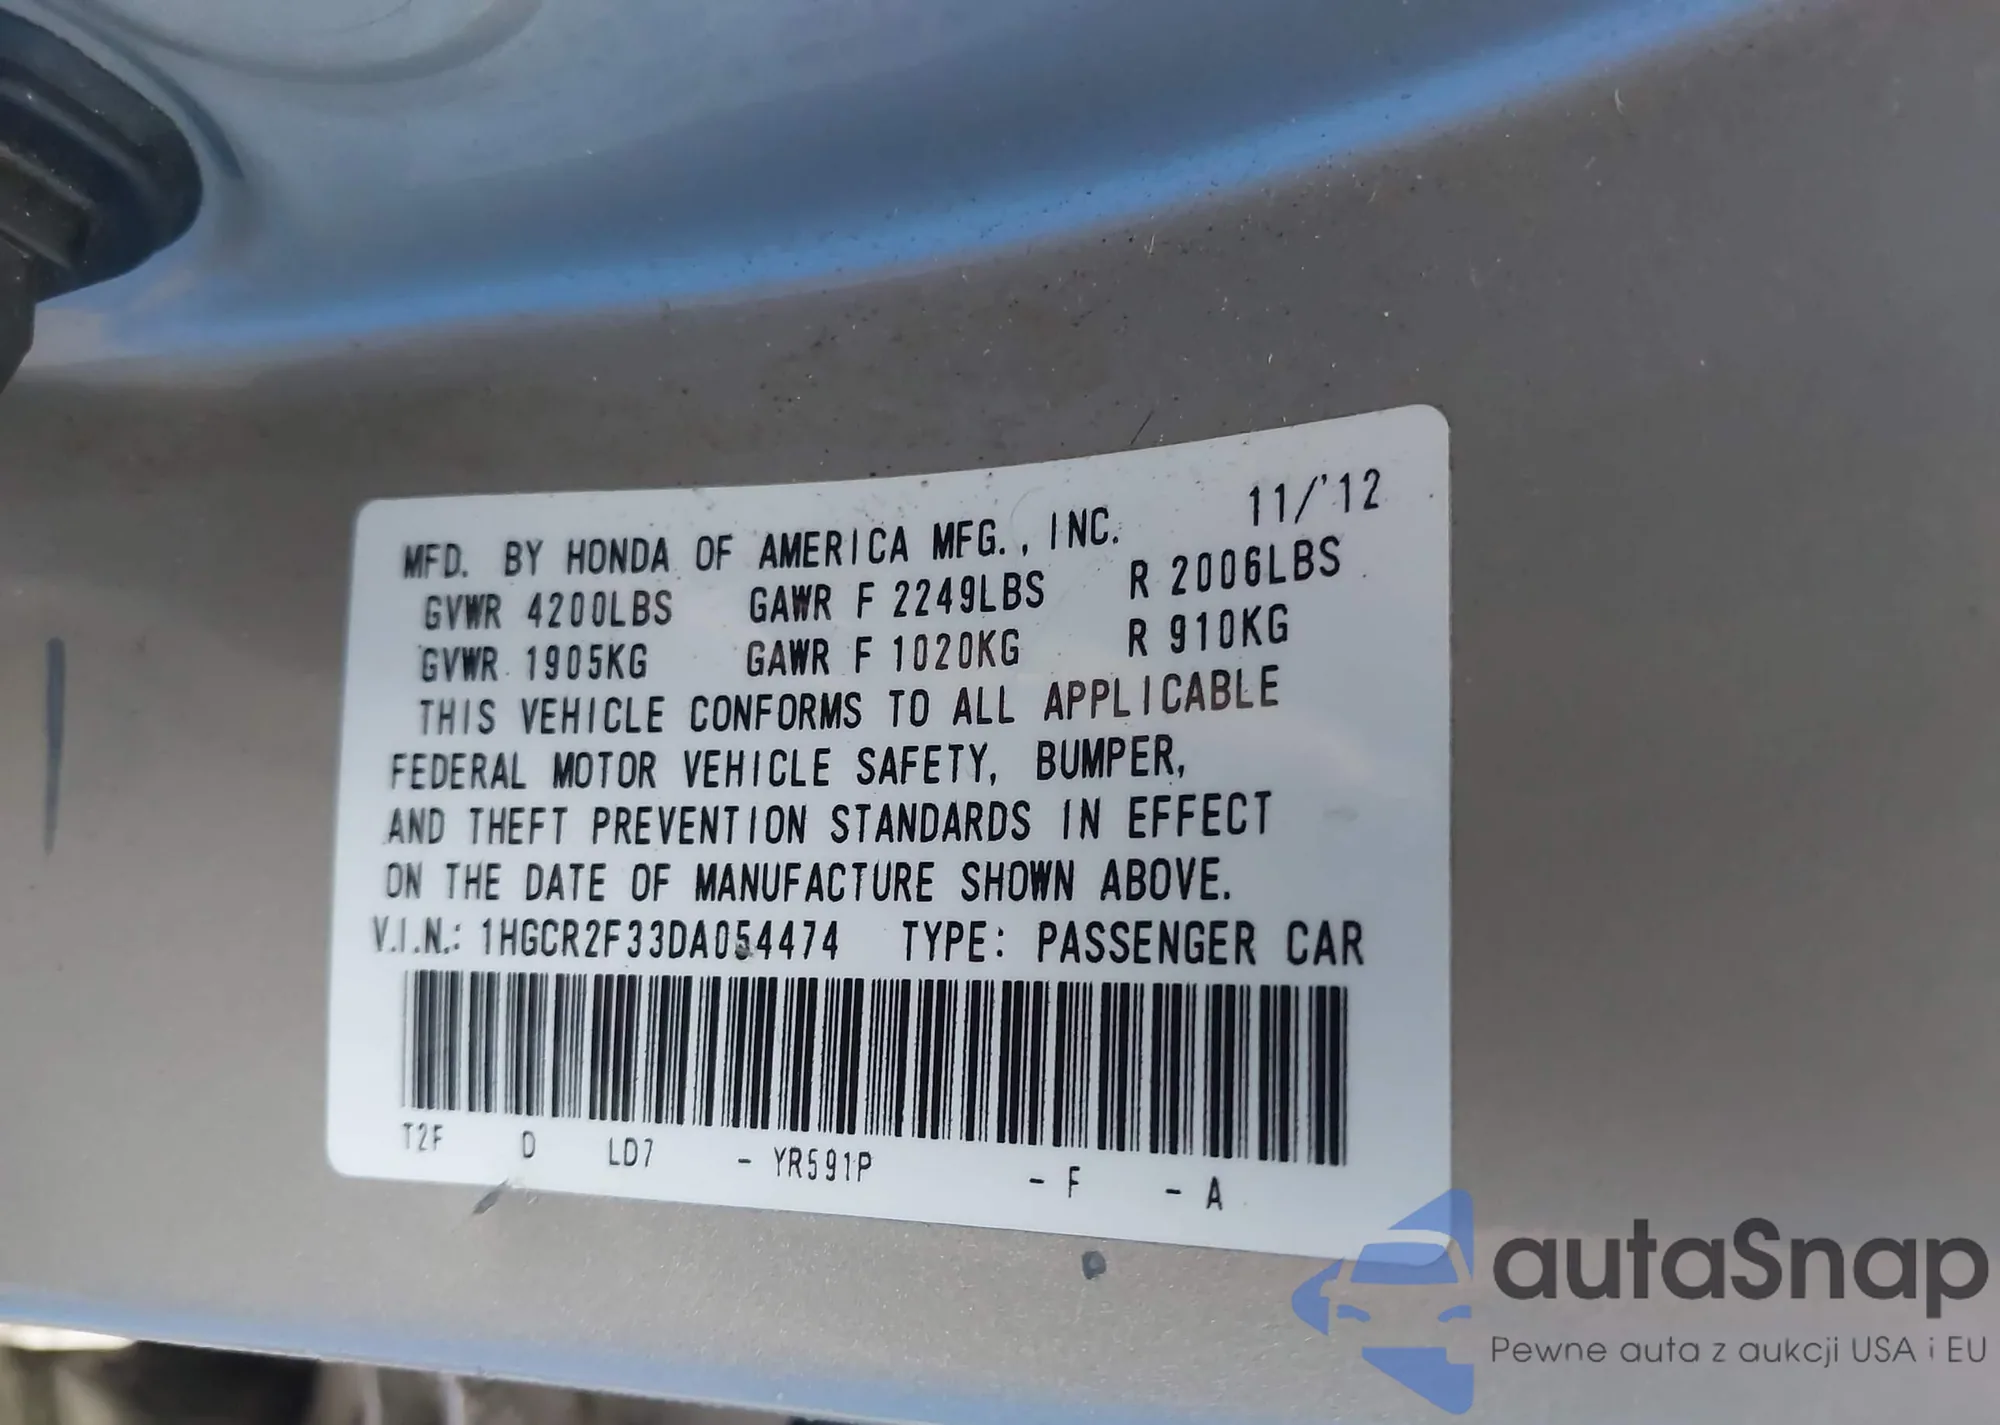 MFD. BY HONDA OF AMERICA MFG., INC. 11/'12
GVWR 4200LBS GAWR F 2249LBS R 2006LBS
GVWR 1905KG GAWR F 1020KG R 910KG
THIS VEHICLE CONFORMS TO ALL APPLICABLE
FEDERAL MOTOR VEHICLE SAFETY, BUMPER,
AND THEFT PREVENTION STANDARDS IN EFFECT
ON THE DATE OF MANUFACTURE SHOWN ABOVE.
V.I.N.: 1HGCR2F33DA054474 TYPE: PASSENGER CAR
T2F D LD7 - YR591P - F - A
autaSnap
Pewne auta z aukcji USA i EU